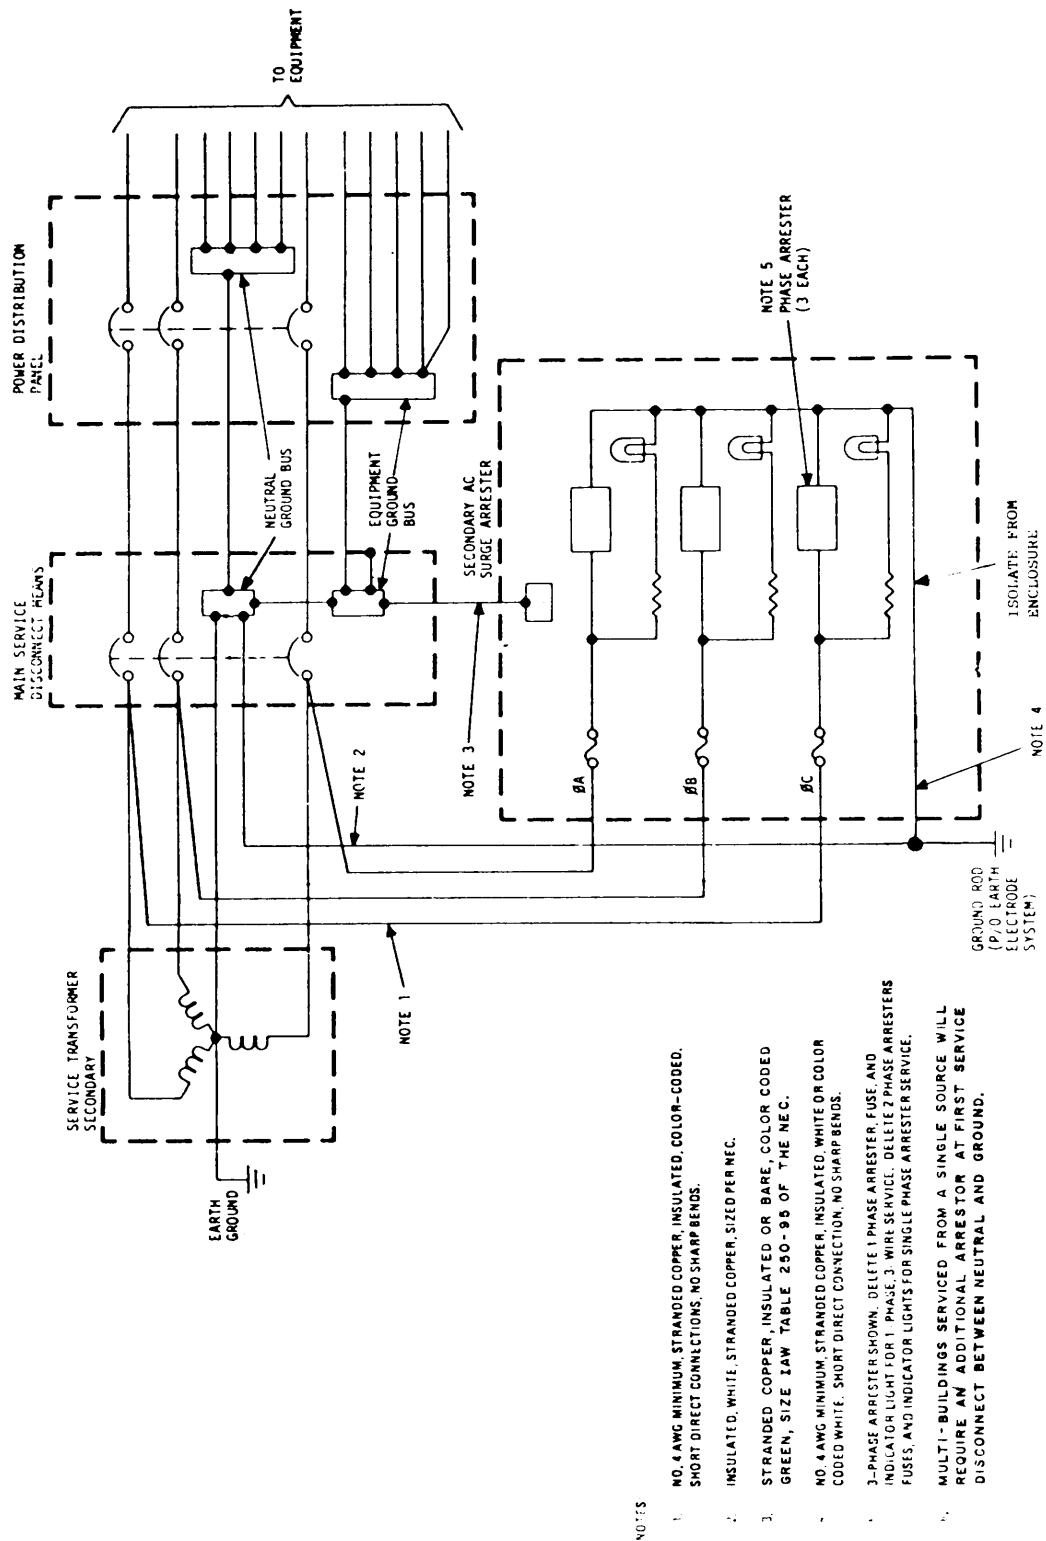 SERVICE TRANSFORMER
SECONDARY
MAIN SERVICE
DISCONNECT MEANS
POWER DISTRIBUTION
PANEL
TO
EQUIPMENT
EARTH
GROUND
NEUTRAL
GROUND BUS
EQUIPMENT
GROUND
BUS
NOTE 1
NOTE 2
NOTE 3
SECONDARY AC
SURGE ARRESTER
NOTE 5
PHASE ARRESTER
(3 EACH)
ØA
ØB
ØC
ISOLATE FROM
ENCLOSURE
NOTE 4
GROUND ROD
(P/O EARTH
ELECTRODE
SYSTEM)
NOTES
1. NO. 4 AWG MINIMUM, STRANDED COPPER, INSULATED, COLOR-CODED.
SHORT DIRECT CONNECTIONS, NO SHARP BENDS.
INSULATED, WHITE, STRANDED COPPER, SIZED PER NEC.
3. STRANDED COPPER, INSULATED OR BARE, COLOR CODED
GREEN, SIZE IAW TABLE 250-95 OF THE NEC.
NO. 4 AWG MINIMUM, STRANDED COPPER, INSULATED, WHITE OR COLOR
CODED WHITE. SHORT DIRECT CONNECTION, NO SHARP BENDS.
3-PHASE ARRESTER SHOWN. DELETE 1 PHASE ARRESTER, FUSE, AND
INDICATOR LIGHT FOR 1 PHASE, 3-WIRE SERVICE. DELETE 2 PHASE ARRESTERS
FUSES, AND INDICATOR LIGHTS FOR SINGLE PHASE ARRESTER SERVICE.
MULTI-BUILDINGS SERVICED FROM A SINGLE SOURCE WILL
REQUIRE AN ADDITIONAL ARRESTOR AT FIRST SERVICE
DISCONNECT BETWEEN NEUTRAL AND GROUND.